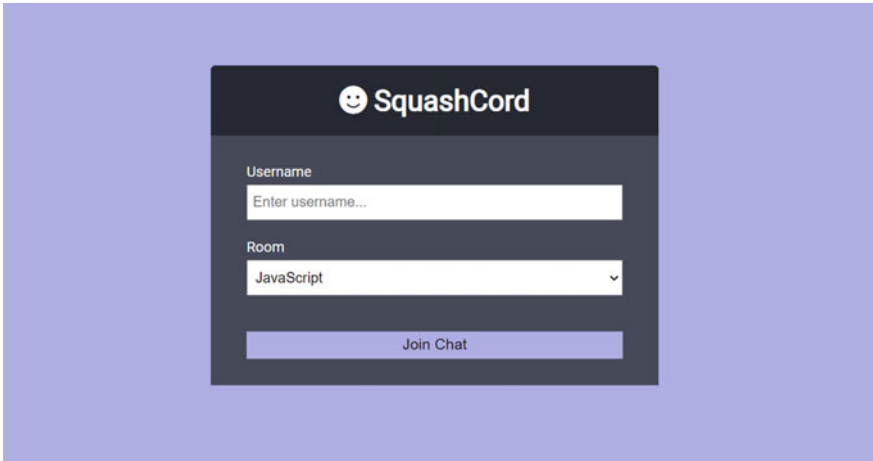 SquashCord
Username
Enter username...
Room
JavaScript
Join Chat